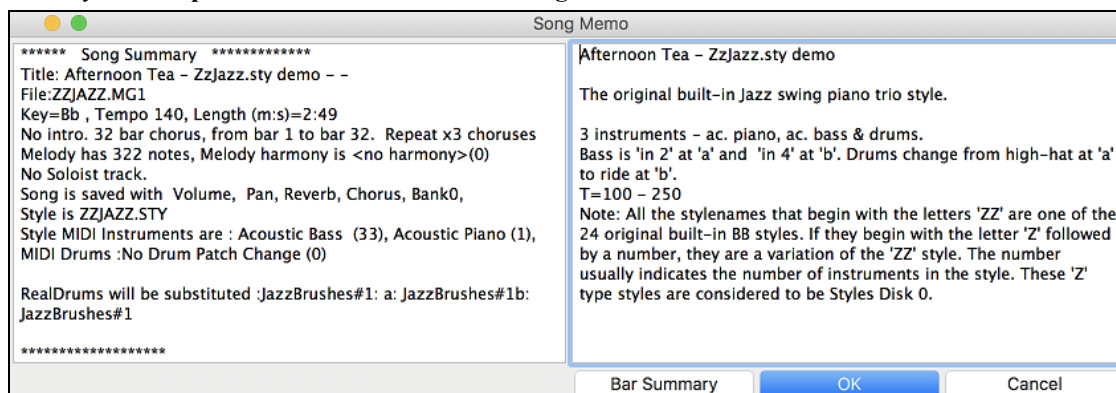 Song Memo
****** Song Summary *************
Title: Afternoon Tea – ZzJazz.sty demo – –
File:ZZJAZZ.MG1
Key=Bb , Tempo 140, Length (m:s)=2:49
No intro. 32 bar chorus, from bar 1 to bar 32. Repeat x3 choruses
Melody has 322 notes, Melody harmony is <no harmony>(0)
No Soloist track.
Song is saved with Volume, Pan, Reverb, Chorus, Bank0,
Style is ZZJAZZ.STY
Style MIDI Instruments are : Acoustic Bass (33), Acoustic Piano (1),
MIDI Drums :No Drum Patch Change (0)
RealDrums will be substituted :JazzBrushes#1: a: JazzBrushes#1b:
JazzBrushes#1
*******************
Afternoon Tea – ZzJazz.sty demo
The original built-in Jazz swing piano trio style.
3 instruments – ac. piano, ac. bass & drums.
Bass is 'in 2' at 'a' and 'in 4' at 'b'. Drums change from high-hat at 'a'
to ride at 'b'.
T=100 – 250
Note: All the stylenames that begin with the letters 'ZZ' are one of the
24 original built-in BB styles. If they begin with the letter 'Z' followed
by a number, they are a variation of the 'ZZ' style. The number
usually indicates the number of instruments in the style. These 'Z'
type styles are considered to be Styles Disk 0.
Bar Summary
OK
Cancel